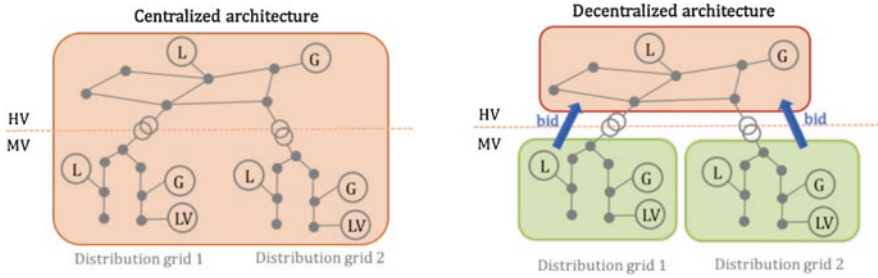 Centralized architecture
L
G
HV
MV
L
G
LV
L
G
LV
Distribution grid 1
Distribution grid 2
Decentralized architecture
L
G
HV
MV
bid
bid
L
G
LV
L
G
LV
Distribution grid 1
Distribution grid 2